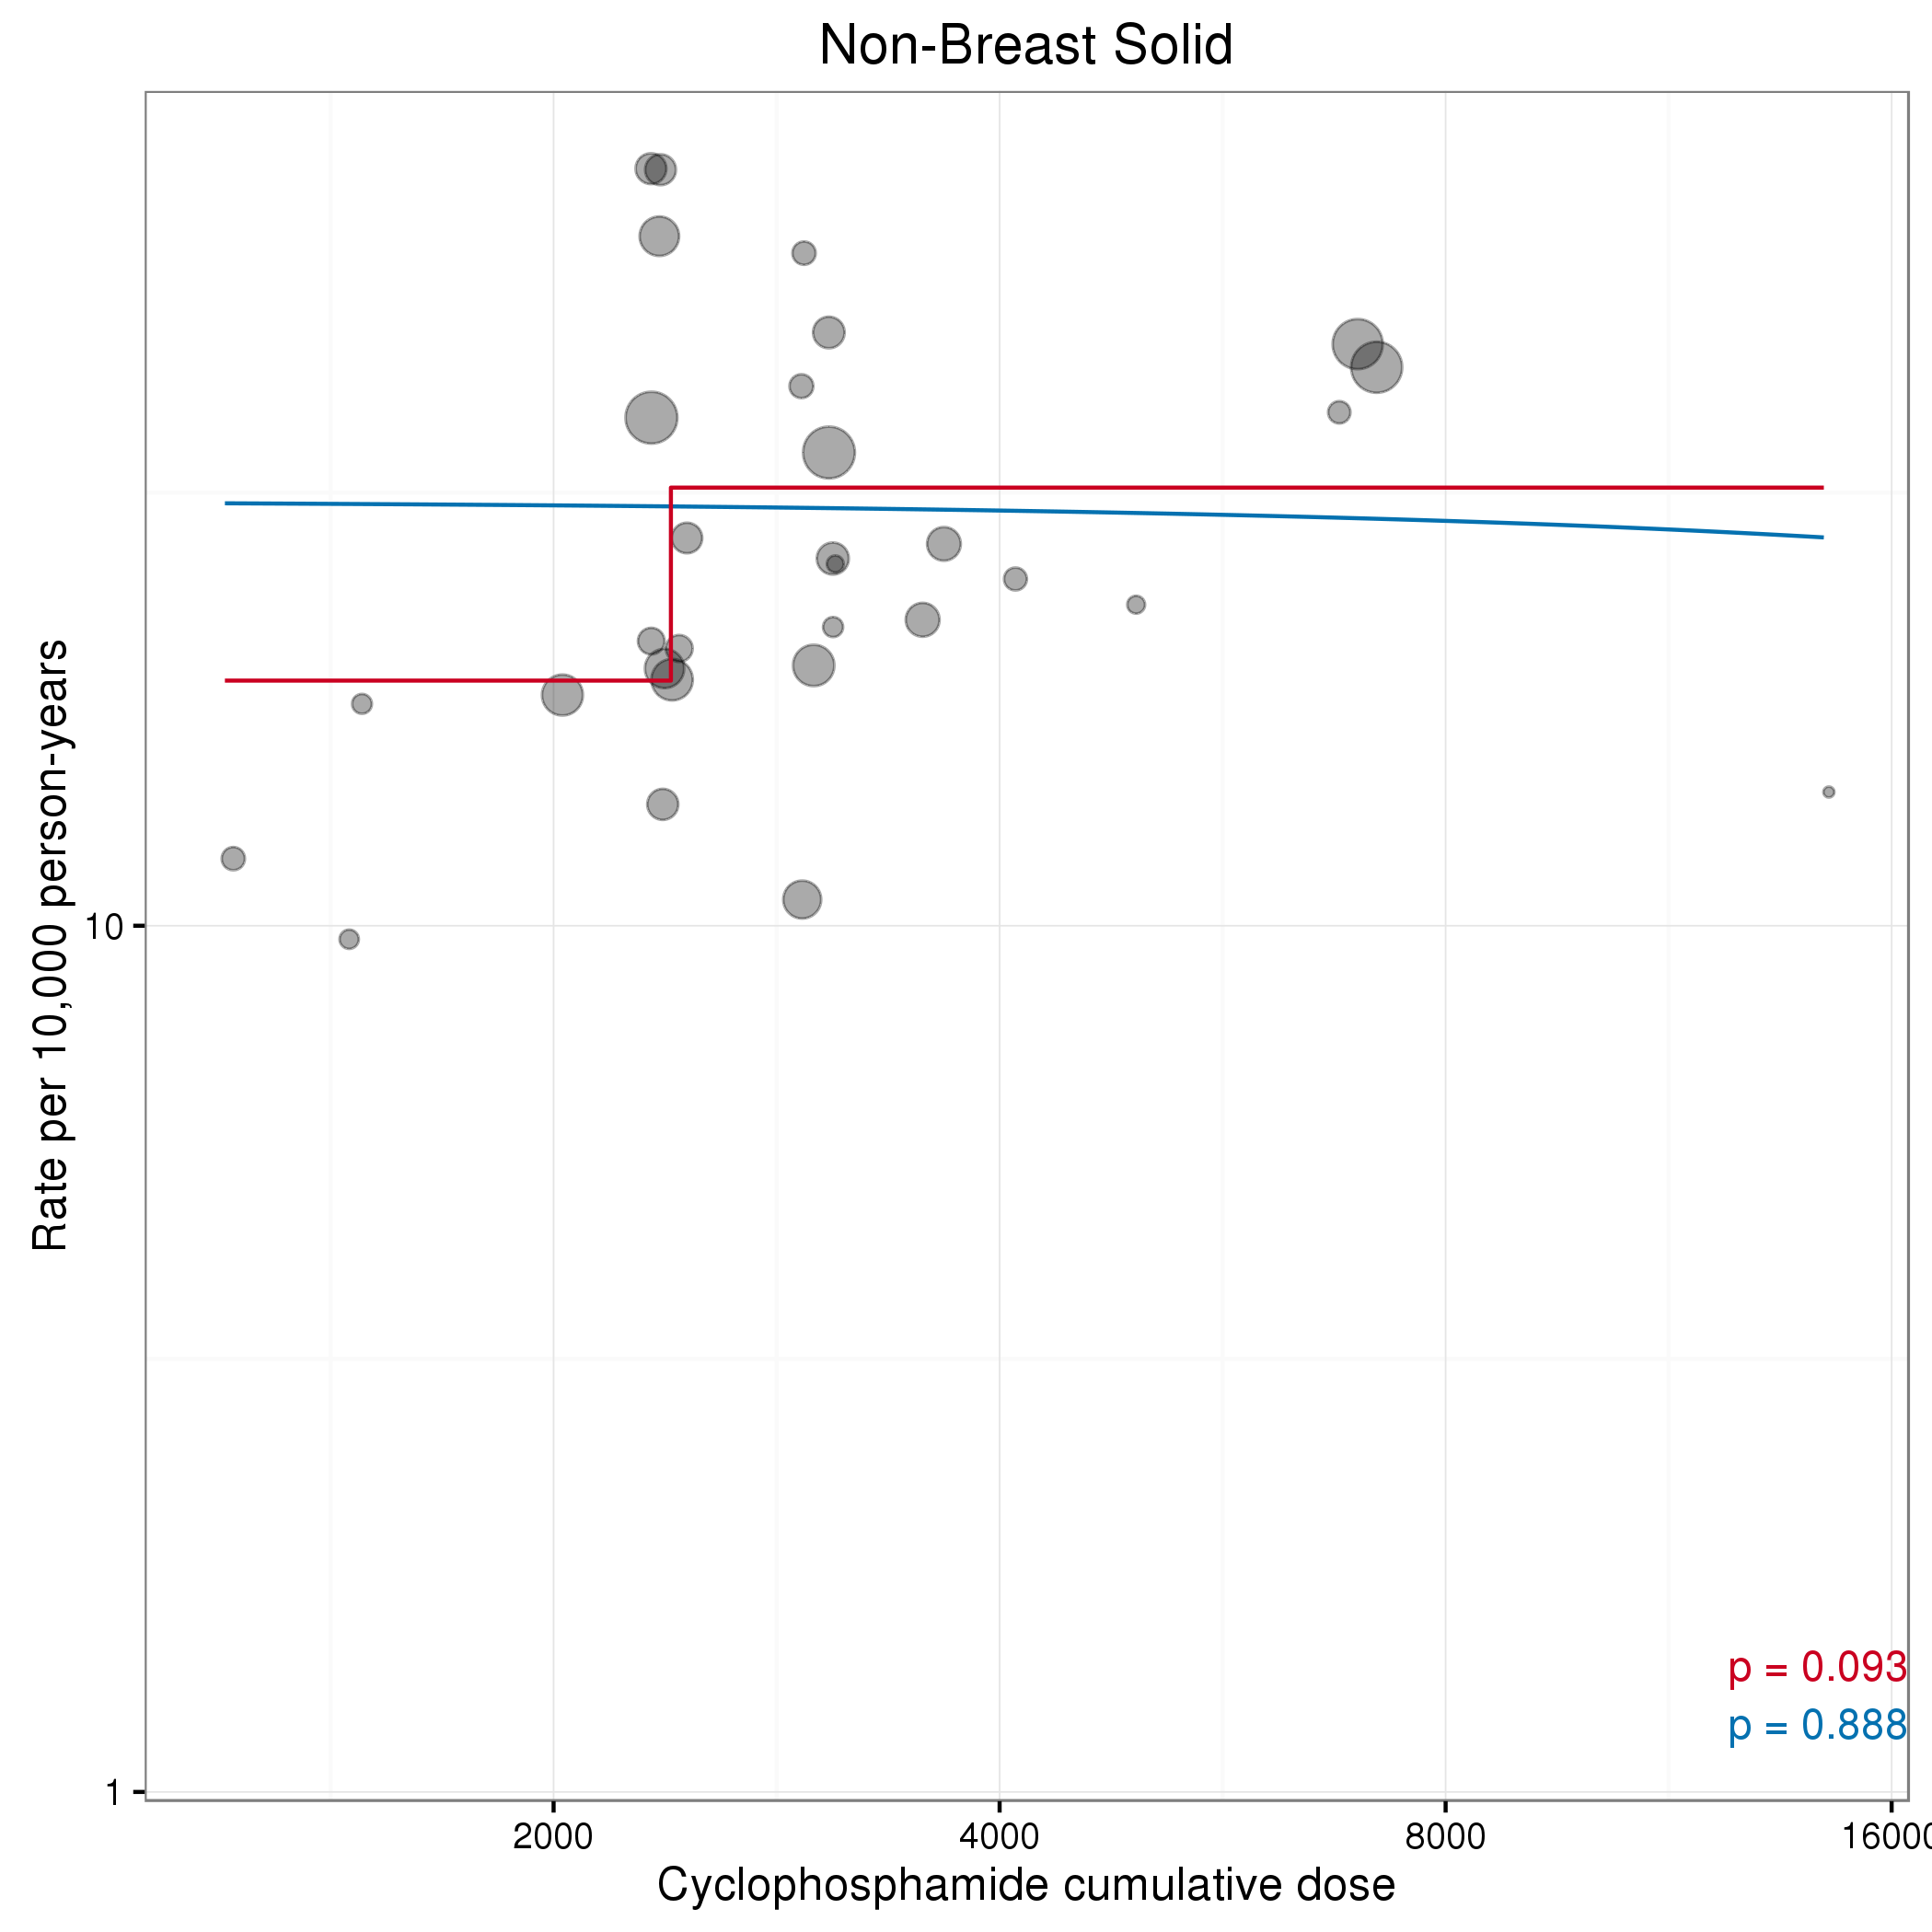 Non-Breast Solid
Rate per 10,000 person-years
10
1
p = 0.093
p = 0.888
2000 4000 8000 16000
Cyclophosphamide cumulative dose